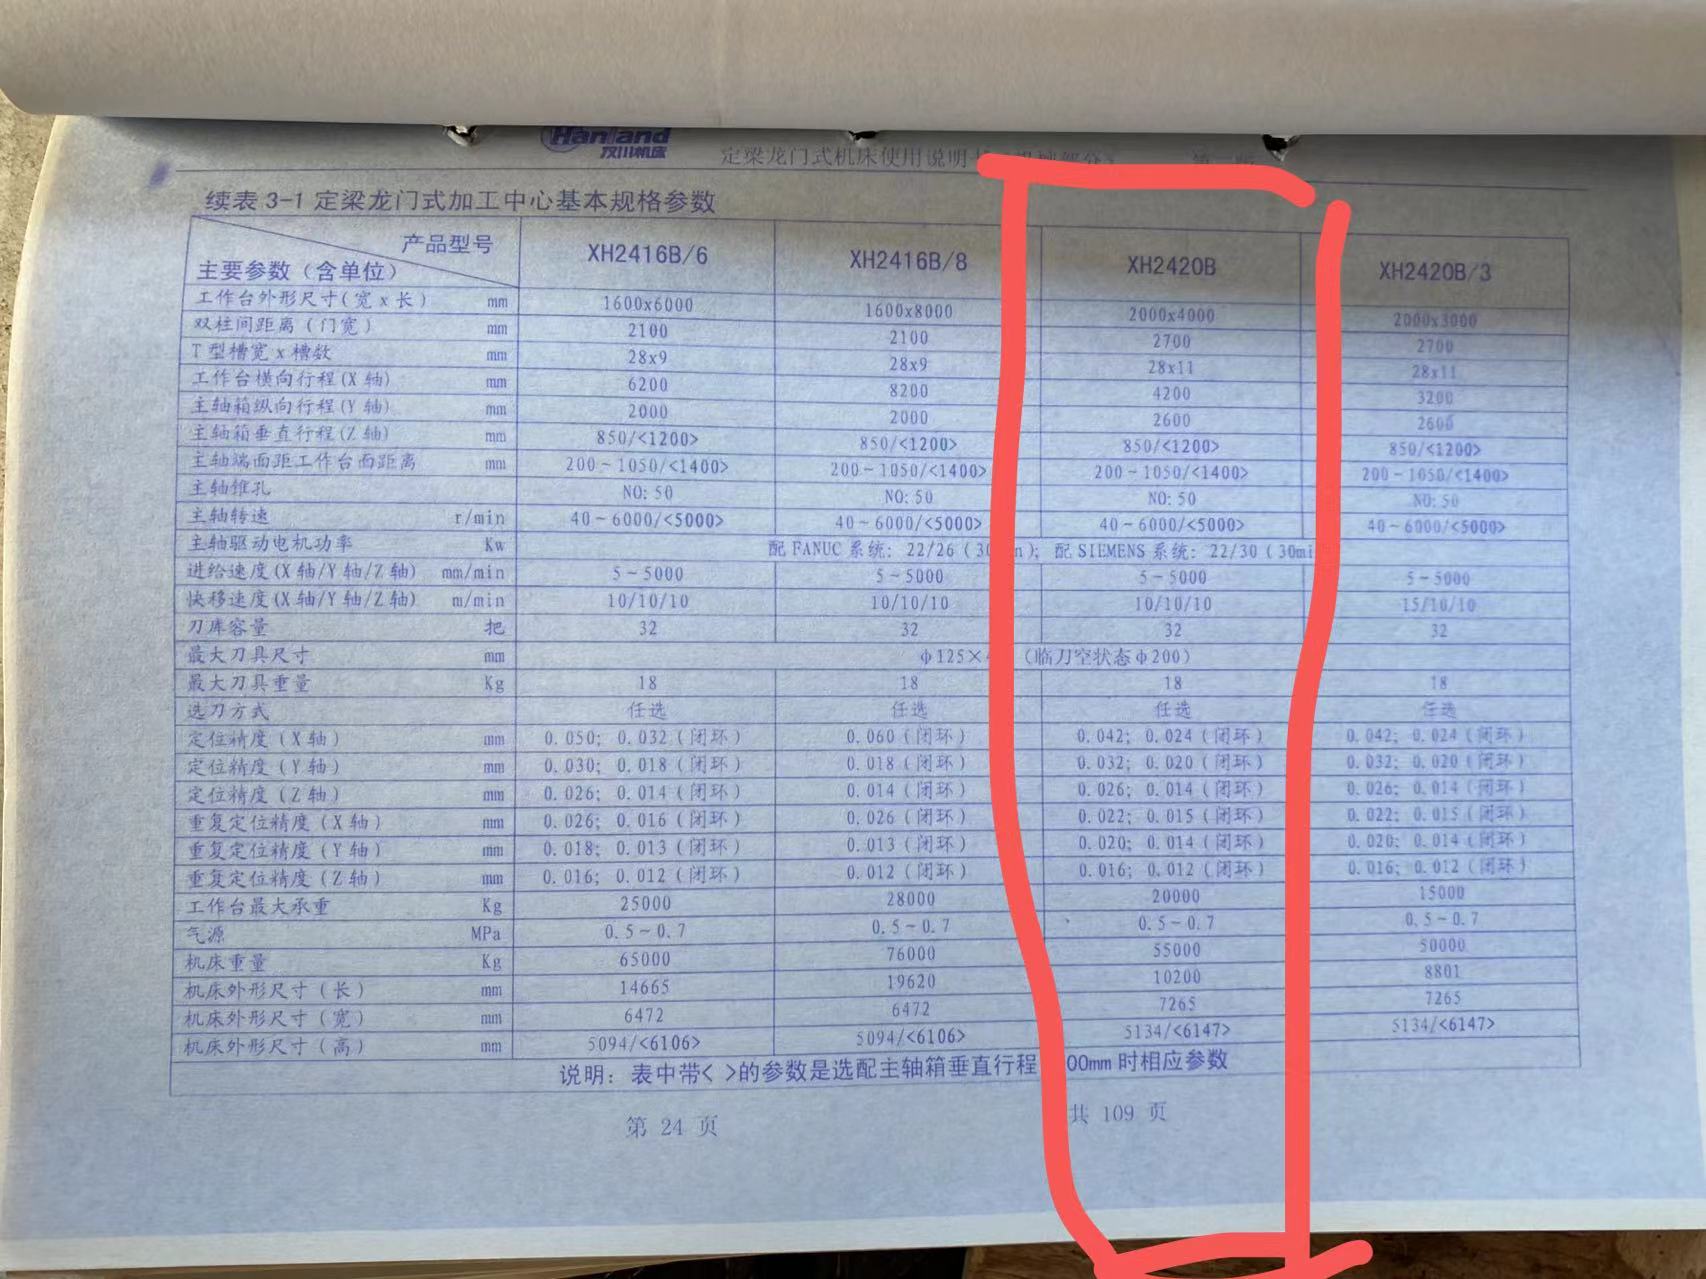 Hanland
汉川机床
定梁龙门式机床使用说明
续表 3-1 定梁龙门式加工中心基本规格参数
产品型号
主要参数（含单位） XH2416B/6 XH2416B/8 XH2420B XH2420B/3
工作台外形尺寸(宽 x 长) mm 1600x6000 1600x8000 2000x4000 2000x3000
双柱间距离（门宽） mm 2100 2100 2700 2700
T 型槽宽 x 槽数 mm 28x9 28x9 28x11 28x11
工作台横向行程(X 轴) mm 6200 8200 4200 3200
主轴箱纵向行程(Y 轴) mm 2000 2000 2600 2600
主轴箱垂直行程(Z 轴) mm 850/<1200> 850/<1200> 850/<1200> 850/<1200>
主轴端面距工作台面距离 mm 200~1050/<1400> 200~1050/<1400> 200~1050/<1400> 200~1050/<1400>
主轴锥孔 NO: 50 NO: 50 NO: 50 NO: 50
主轴转速 r/min 40~6000/<5000> 40~6000/<5000> 40~6000/<5000> 40~6000/<5000>
主轴驱动电机功率 Kw 配 FANUC 系统: 22/26（30 n）; 配 SIEMENS 系统: 22/30（30mi
进给速度(X 轴/Y 轴/Z 轴) mm/min 5~5000 5~5000 5~5000 5~5000
快移速度(X 轴/Y 轴/Z 轴) m/min 10/10/10 10/10/10 10/10/10 15/10/10
刀库容量 把 32 32 32 32
最大刀具尺寸 mm φ125× （临刀空状态φ200）
最大刀具重量 Kg 18 18 18 18
选刀方式 任选 任选 任选 任选
定位精度（X 轴） mm 0.050; 0.032（闭环） 0.060（闭环） 0.042; 0.024（闭环） 0.042; 0.024（闭环）
定位精度（Y 轴） mm 0.030; 0.018（闭环） 0.018（闭环） 0.032; 0.020（闭环） 0.032; 0.020（闭环）
定位精度（Z 轴） mm 0.026; 0.014（闭环） 0.014（闭环） 0.026; 0.014（闭环） 0.026; 0.014（闭环）
重复定位精度（X 轴） mm 0.026; 0.016（闭环） 0.026（闭环） 0.022; 0.015（闭环） 0.022; 0.015（闭环）
重复定位精度（Y 轴） mm 0.018; 0.013（闭环） 0.013（闭环） 0.020; 0.014（闭环） 0.020; 0.014（闭环）
重复定位精度（Z 轴） mm 0.016; 0.012（闭环） 0.012（闭环） 0.016; 0.012（闭环） 0.016; 0.012（闭环）
工作台最大承重 Kg 25000 28000 20000 15000
气源 MPa 0.5~0.7 0.5~0.7 0.5~0.7 0.5~0.7
机床重量 Kg 65000 76000 55000 50000
机床外形尺寸（长） mm 14665 19620 10200 8801
机床外形尺寸（宽） mm 6472 6472 7265 7265
机床外形尺寸（高） mm 5094/<6106> 5094/<6106> 5134/<6147> 5134/<6147>
说明: 表中带< >的参数是选配主轴箱垂直行程 00mm 时相应参数
第 24 页 共 109 页